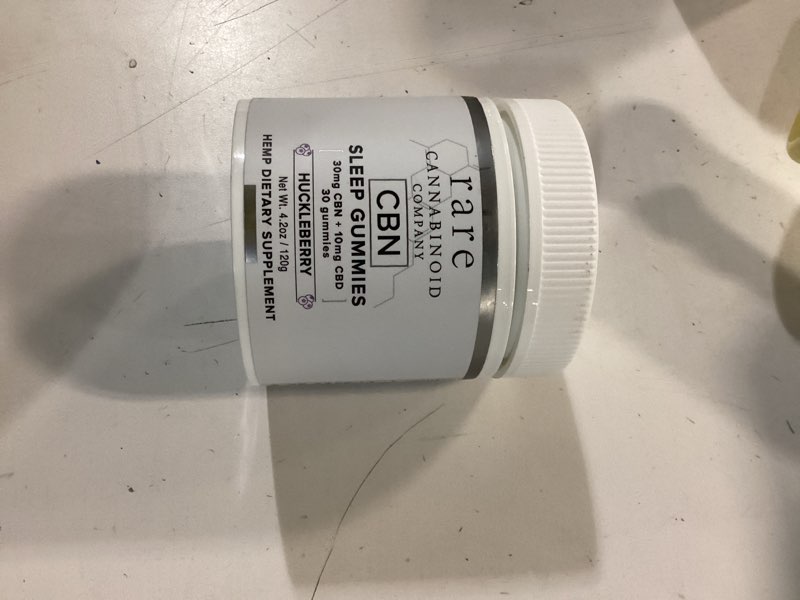 rare
CANNABINOID
COMPANY
CBN
SLEEP GUMMIES
30mg CBN + 10mg CBD
30 gummies
HUCKLEBERRY
Net Wt. 4.2oz / 120g
HEMP DIETARY SUPPLEMENT